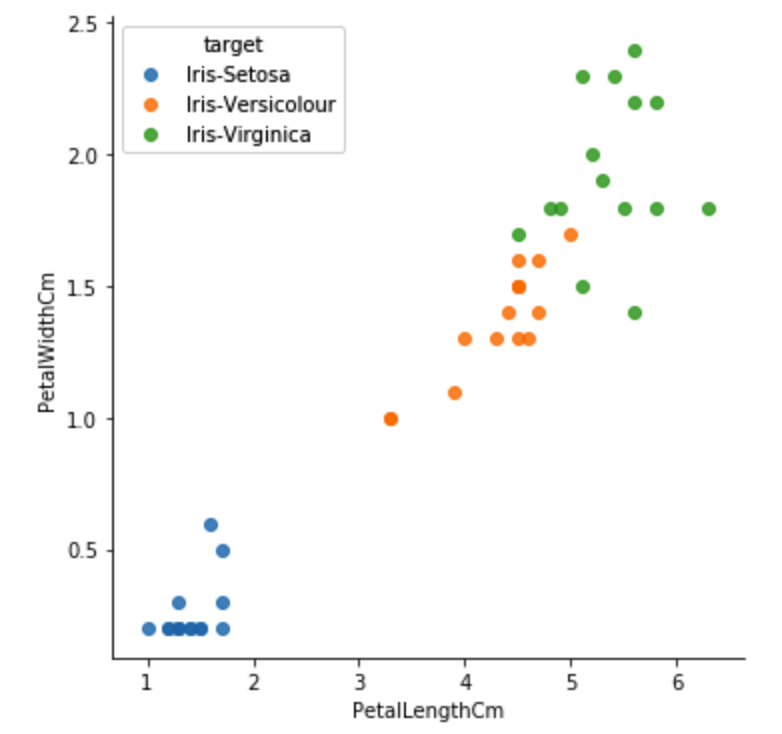 2.5
target
Iris-Setosa
Iris-Versicolour
Iris-Virginica
2.0
1.5
PetalWidthCm
1.0
0.5
1 2 3 4 5 6
PetalLengthCm